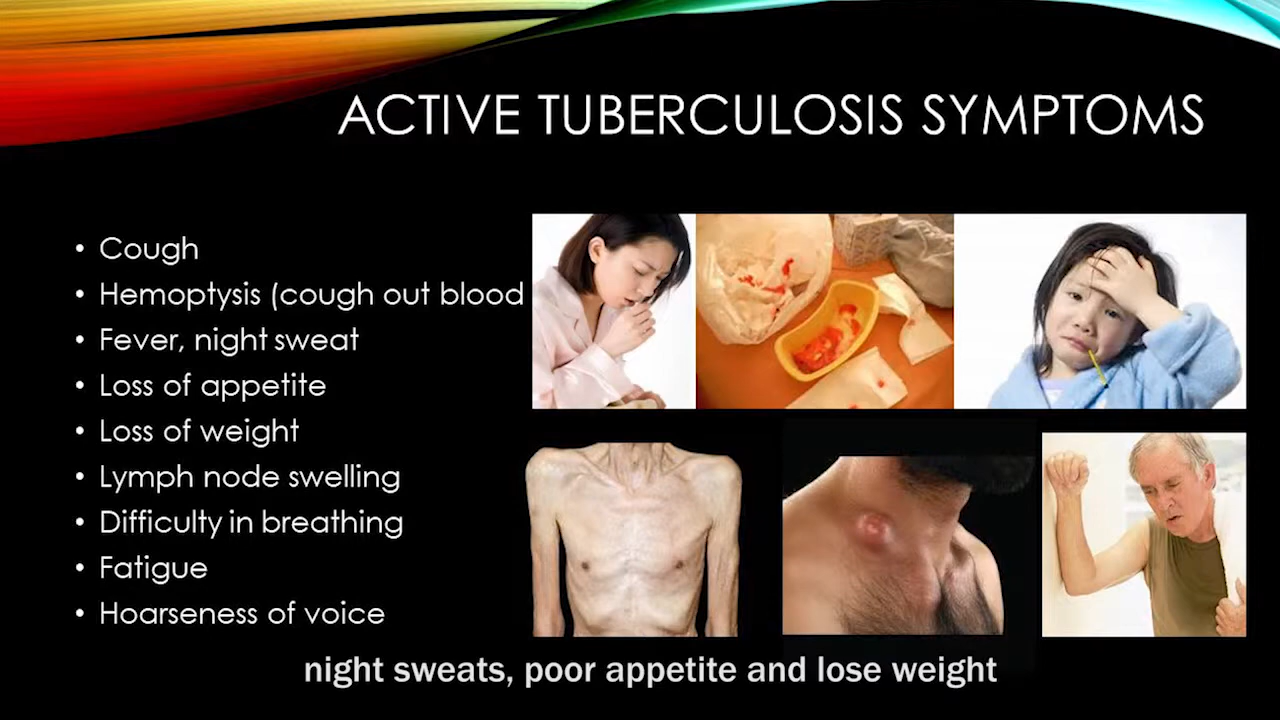 ACTIVE TUBERCULOSIS SYMPTOMS
• Cough
• Hemoptysis (cough out blood
• Fever, night sweat
• Loss of appetite
• Loss of weight
• Lymph node swelling
• Difficulty in breathing
• Fatigue
• Hoarseness of voice
night sweats, poor appetite and lose weight